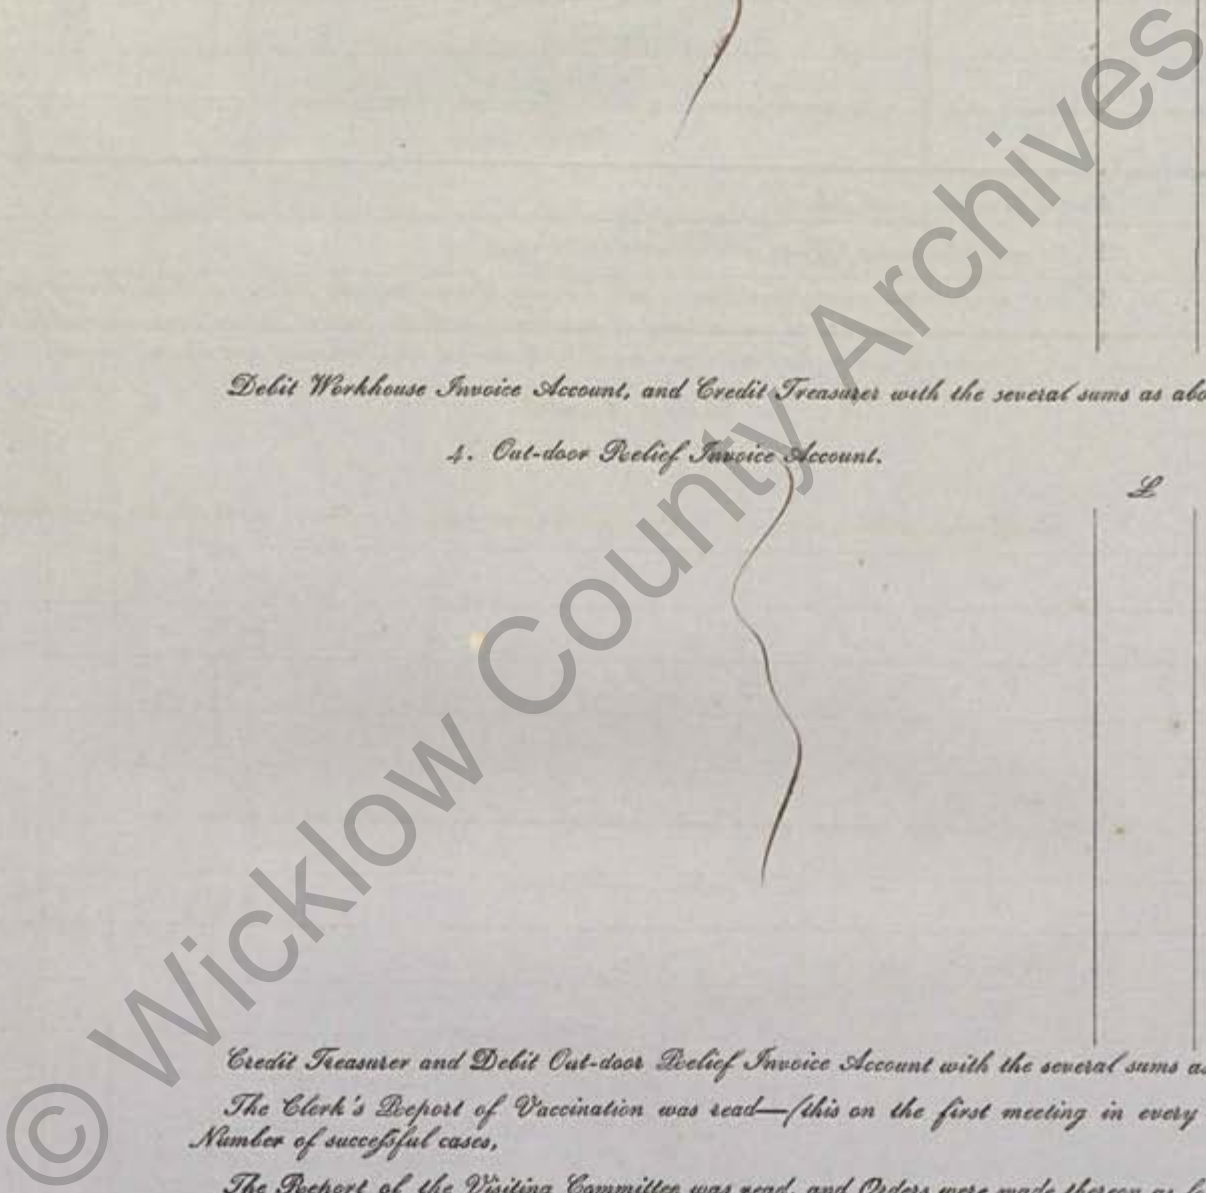 Debit Workhouse Invoice Account, and Credit Treasurer with the several sums as abo
4. Out-door Relief Invoice Account.
£
Credit Treasurer and Debit Out-door Relief Invoice Account with the several sums as
The Clerk's Report of Vaccination was read—(this on the first meeting in every
Number of successful cases,
The Report of the Visiting Committee was read, and Orders were made thereon as
© Wicklow County Archives